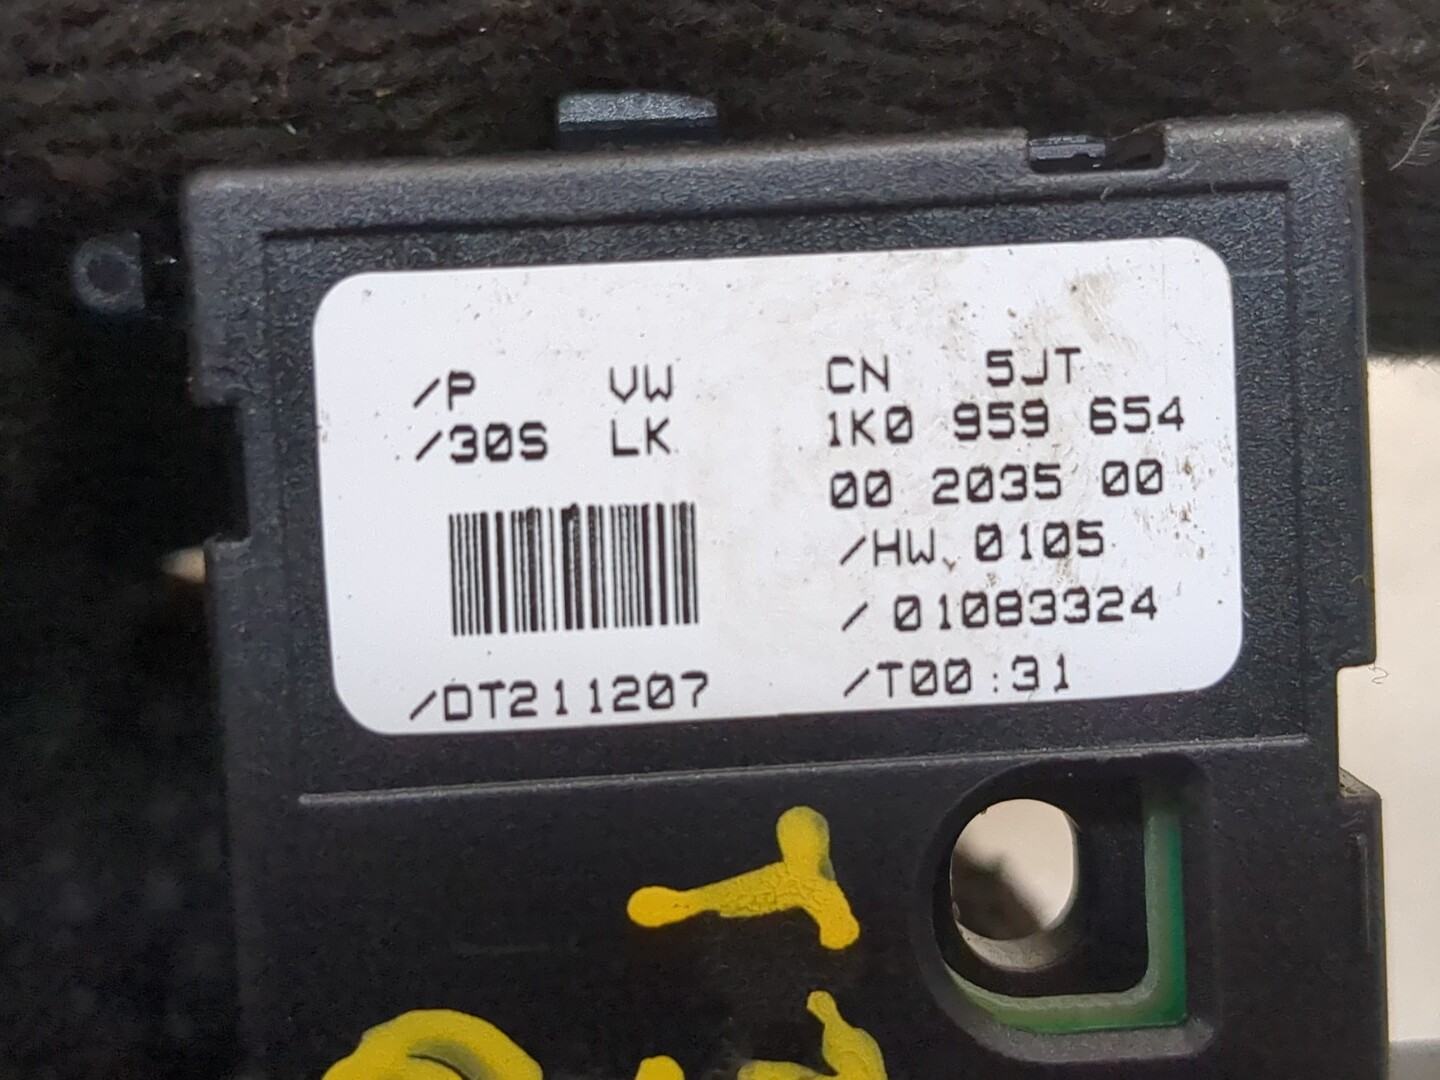 /P VW CN 5JT
/30S LK 1K0 959 654
00 2035 00
/HW 0105
/ 01083324
/DT211207 /T00:31